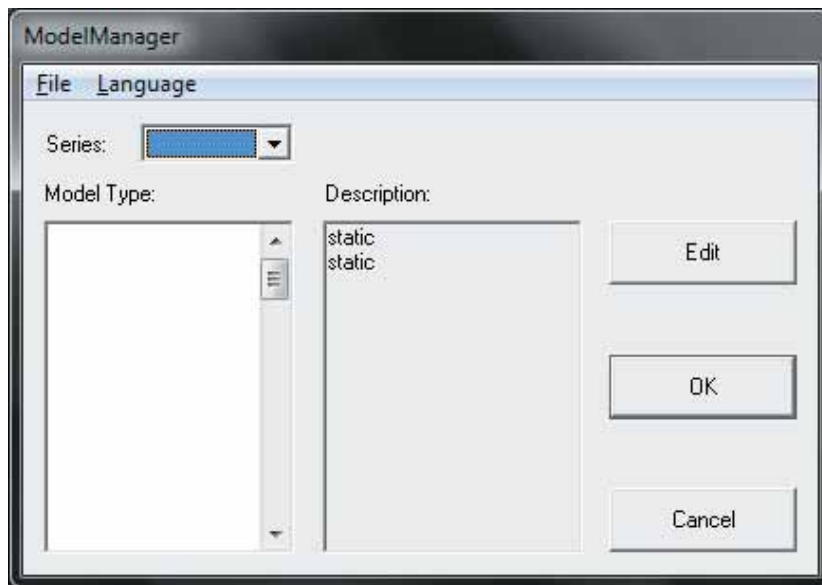 ModelManager
File Language
Series:
Model Type: Description:
static
static
Edit
OK
Cancel